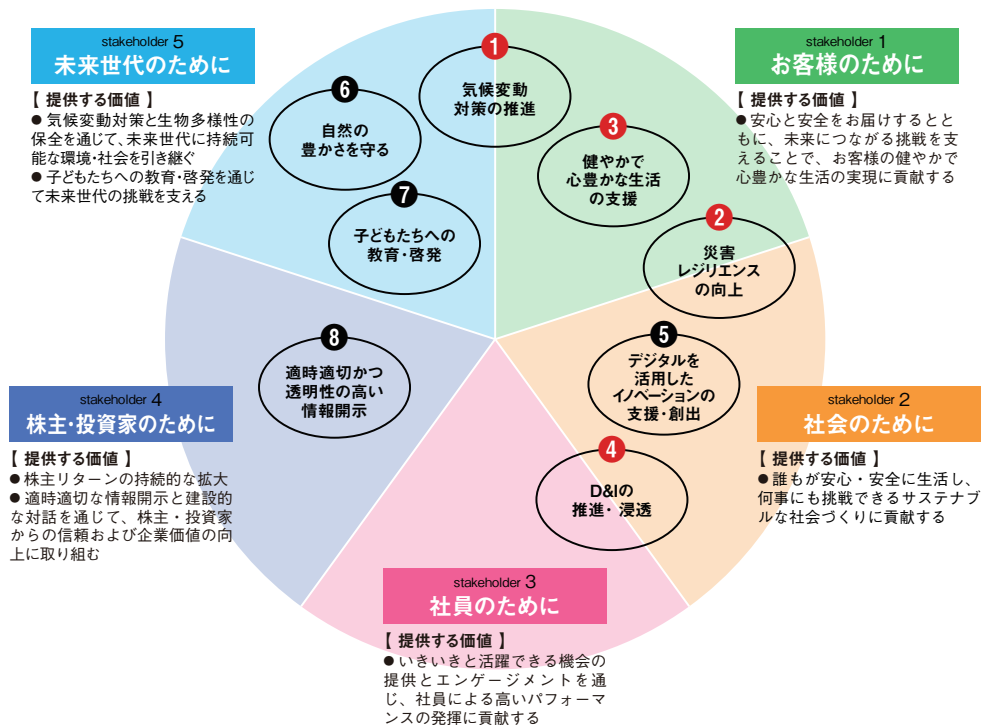 stakeholder 5
未来世代のために
【 提供する価値 】
● 気候変動対策と生物多様性の
保全を通じて、未来世代に持続可
能な環境・社会を引き継ぐ
● 子どもたちへの教育・啓発を通じ
て未来世代の挑戦を支える
stakeholder 1
お客様のために
【 提供する価値 】
● 安心と安全をお届けするとと
もに、未来につながる挑戦を支
えることで、お客様の健やかで
心豊かな生活の実現に貢献する
1
気候変動
対策の推進
6
自然の
豊かさを守る
3
健やかで
心豊かな生活
の支援
7
子どもたちへの
教育・啓発
2
災害
レジリエンス
の向上
8
適時適切かつ
透明性の高い
情報開示
5
デジタルを
活用した
イノベーションの
支援・創出
4
D&Iの
推進・浸透
stakeholder 4
株主・投資家のために
【 提供する価値 】
● 株主リターンの持続的な拡大
● 適時適切な情報開示と建設的
な対話を通じて、株主・投資家
からの信頼および企業価値の向
上に取り組む
stakeholder 2
社会のために
【 提供する価値 】
● 誰もが安心・安全に生活し、
何事にも挑戦できるサステナブ
ルな社会づくりに貢献する
stakeholder 3
社員のために
【 提供する価値 】
● いきいきと活躍できる機会の
提供とエンゲージメントを通
じ、社員による高いパフォーマ
ンスの発揮に貢献する